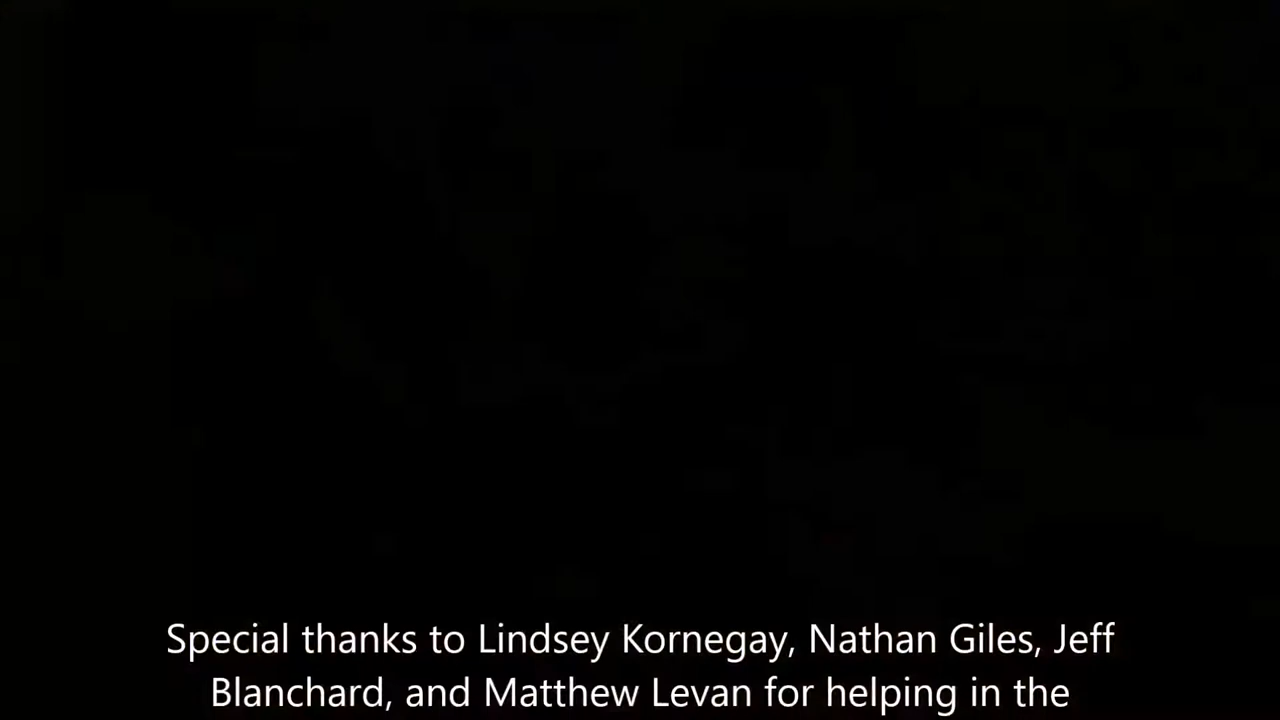 Special thanks to Lindsey Kornegay, Nathan Giles, Jeff
Blanchard, and Matthew Levan for helping in the